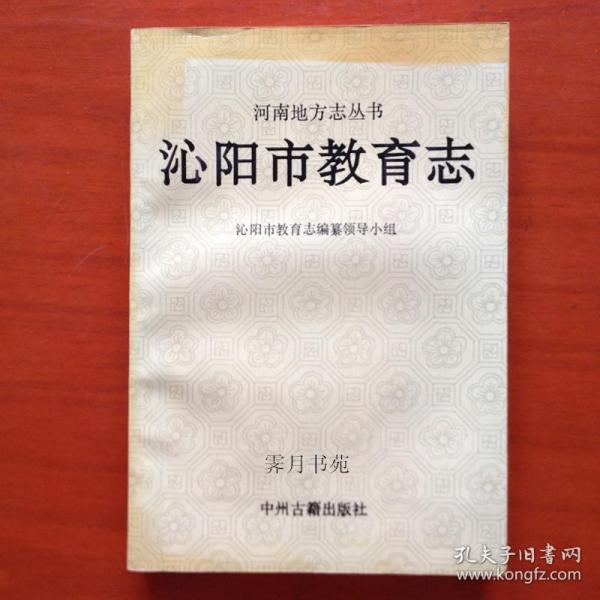 河南地方志丛书
沁阳市教育志
沁阳市教育志编纂领导小组
霁月书苑
中州古籍出版社
孔夫子旧书网
www.kongfz.com